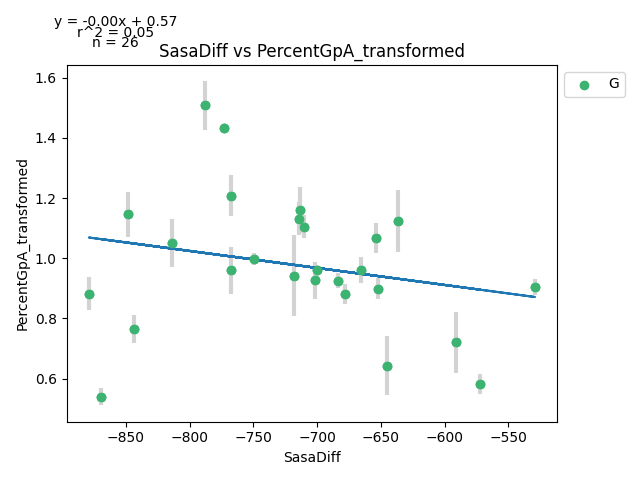 y = -0.00x + 0.57
r^2 = 0.05
n = 26
SasaDiff vs PercentGpA_transformed
G
PercentGpA_transformed
1.6
1.4
1.2
1.0
0.8
0.6
−850 −800 −750 −700 −650 −600 −550
SasaDiff